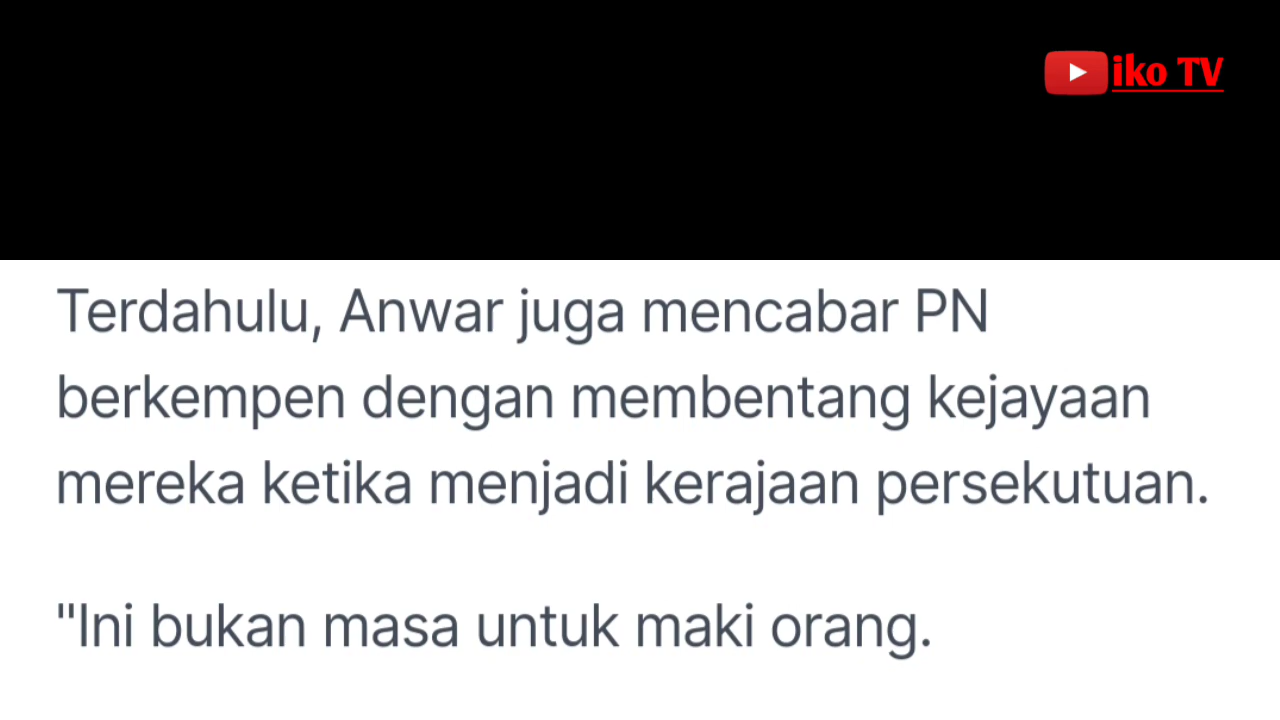 iko TV
Terdahulu, Anwar juga mencabar PN
berkempen dengan membentang kejayaan
mereka ketika menjadi kerajaan persekutuan.
"Ini bukan masa untuk maki orang.